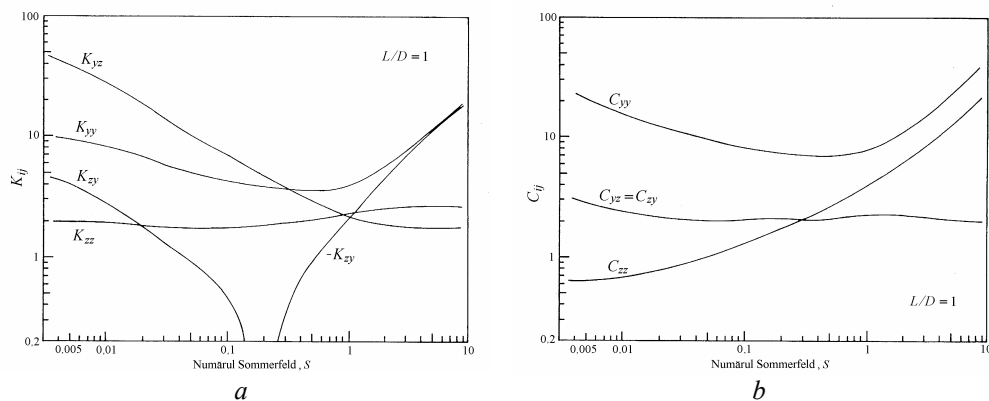 100
10
1
0,2
K_ij
K_yz
K_yy
K_zy
K_zz
-K_zy
L/D = 1
0.005 0.01 0.1 1 10
Numărul Sommerfeld , S
a
100
10
1
0,2
C_ij
C_yy
C_yz = C_zy
C_zz
L/D = 1
0.005 0.01 0.1 1 10
Numărul Sommerfeld , S
b